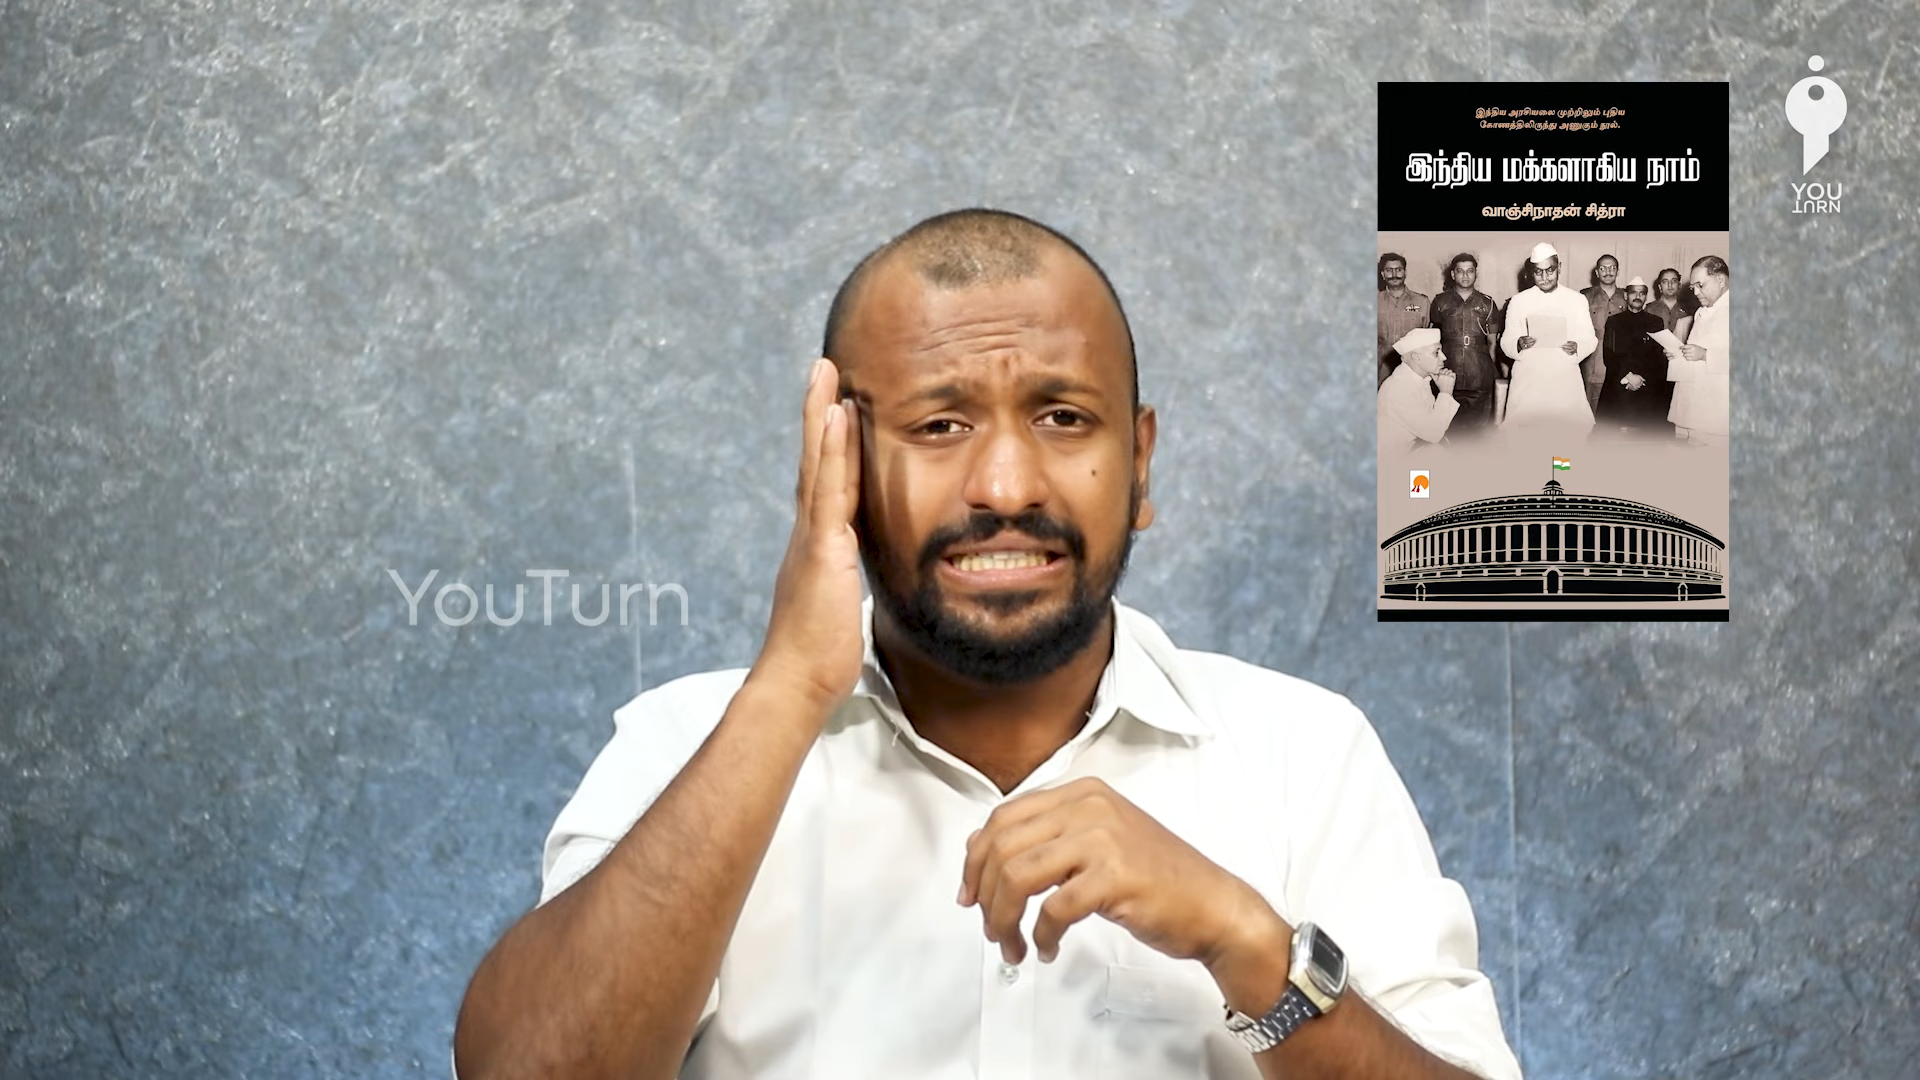 இந்திய அரசியலை முற்றிலும் புதிய
கோணத்திலிருந்து அணுகும் நூல்.
இந்திய மக்களாகிய நாம்
வாஞ்சிநாதன் சித்ரா
YOU
TURN
YouTurn